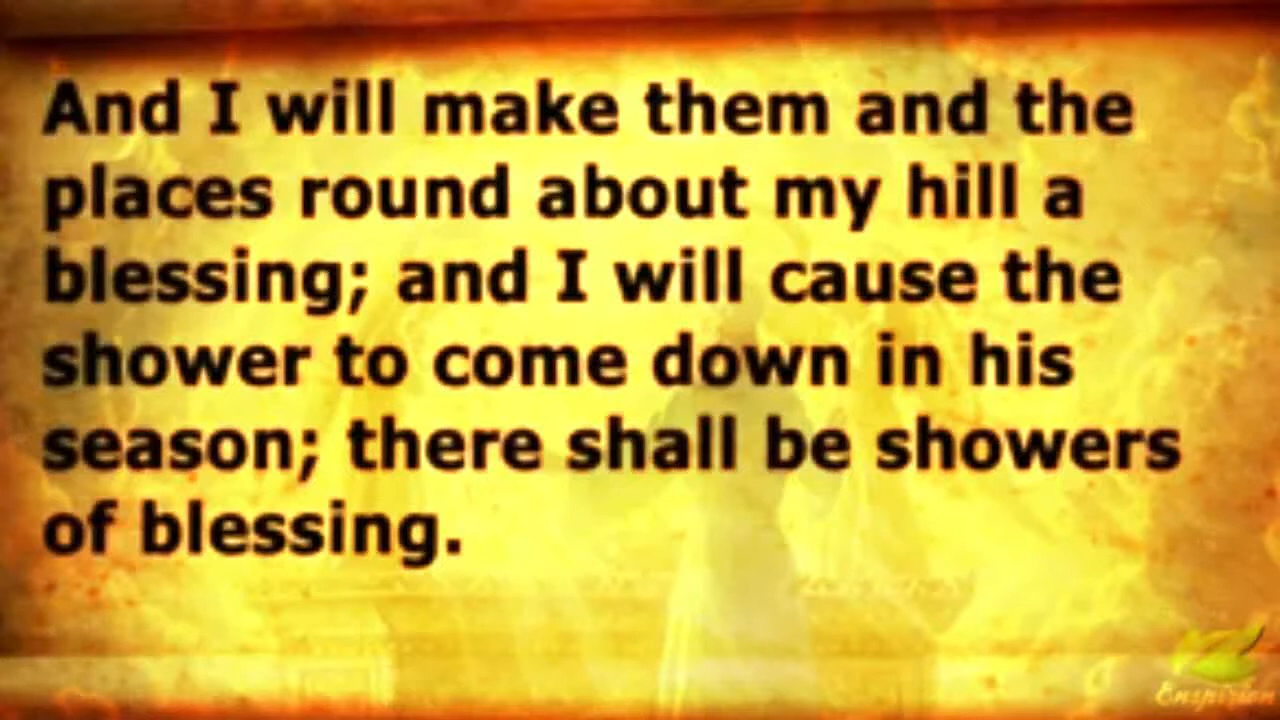 And I will make them and the
places round about my hill a
blessing; and I will cause the
shower to come down in his
season; there shall be showers
of blessing.